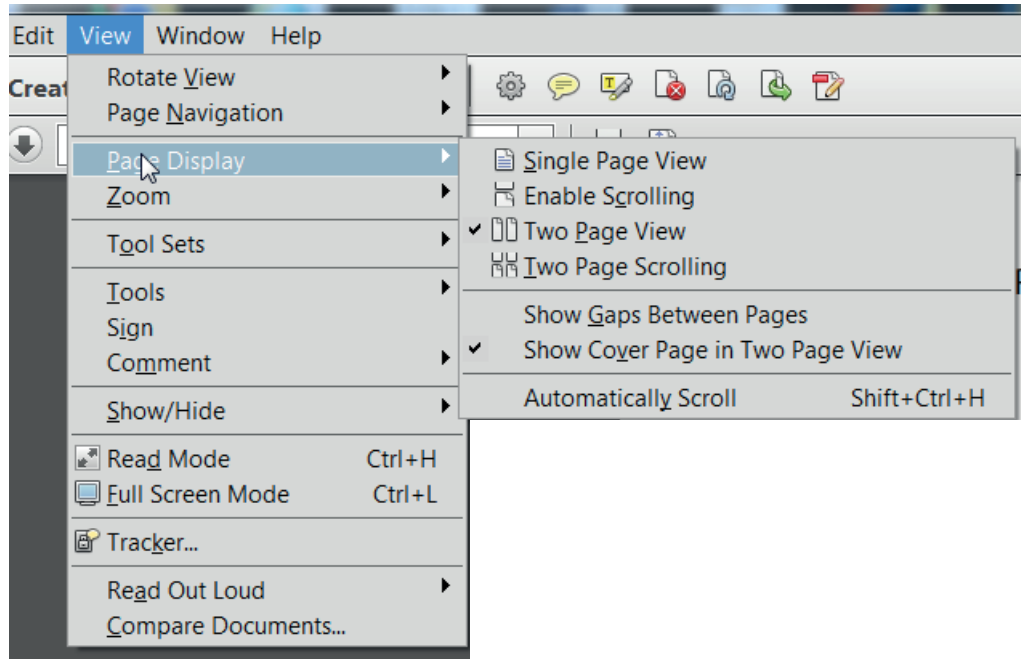 Edit View Window Help
Creat
Rotate View
Page Navigation
Page Display
Zoom
Tool Sets
Tools
Sign
Comment
Show/Hide
Read Mode Ctrl+H
Full Screen Mode Ctrl+L
Tracker...
Read Out Loud
Compare Documents...
Single Page View
Enable Scrolling
Two Page View
Two Page Scrolling
Show Gaps Between Pages
Show Cover Page in Two Page View
Automatically Scroll Shift+Ctrl+H